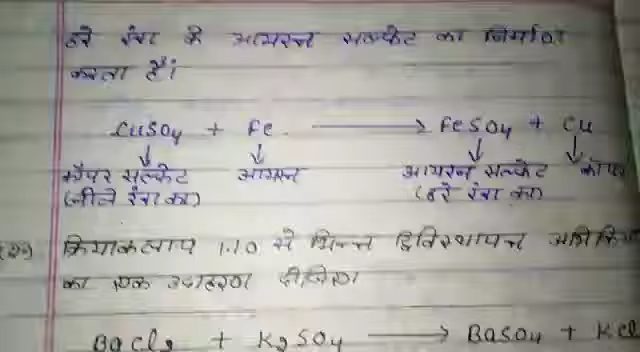 हरे रंग के आयरन सल्फेट का निर्माण
करता है।
CuSO4 + Fe ⟶ FeSO4 + Cu
↓ ↓ ↓ ↓
कॉपर सल्फेट आयरन आयरन सल्फेट कॉपर
(नीले रंग का) (हरे रंग का)
क्रियाकलाप 1.10 से भिन्न द्विविस्थापन अभिक्रिया
का एक उदाहरण दीजिए।
BaCl2 + K2SO4 ⟶ BaSO4 + KCl